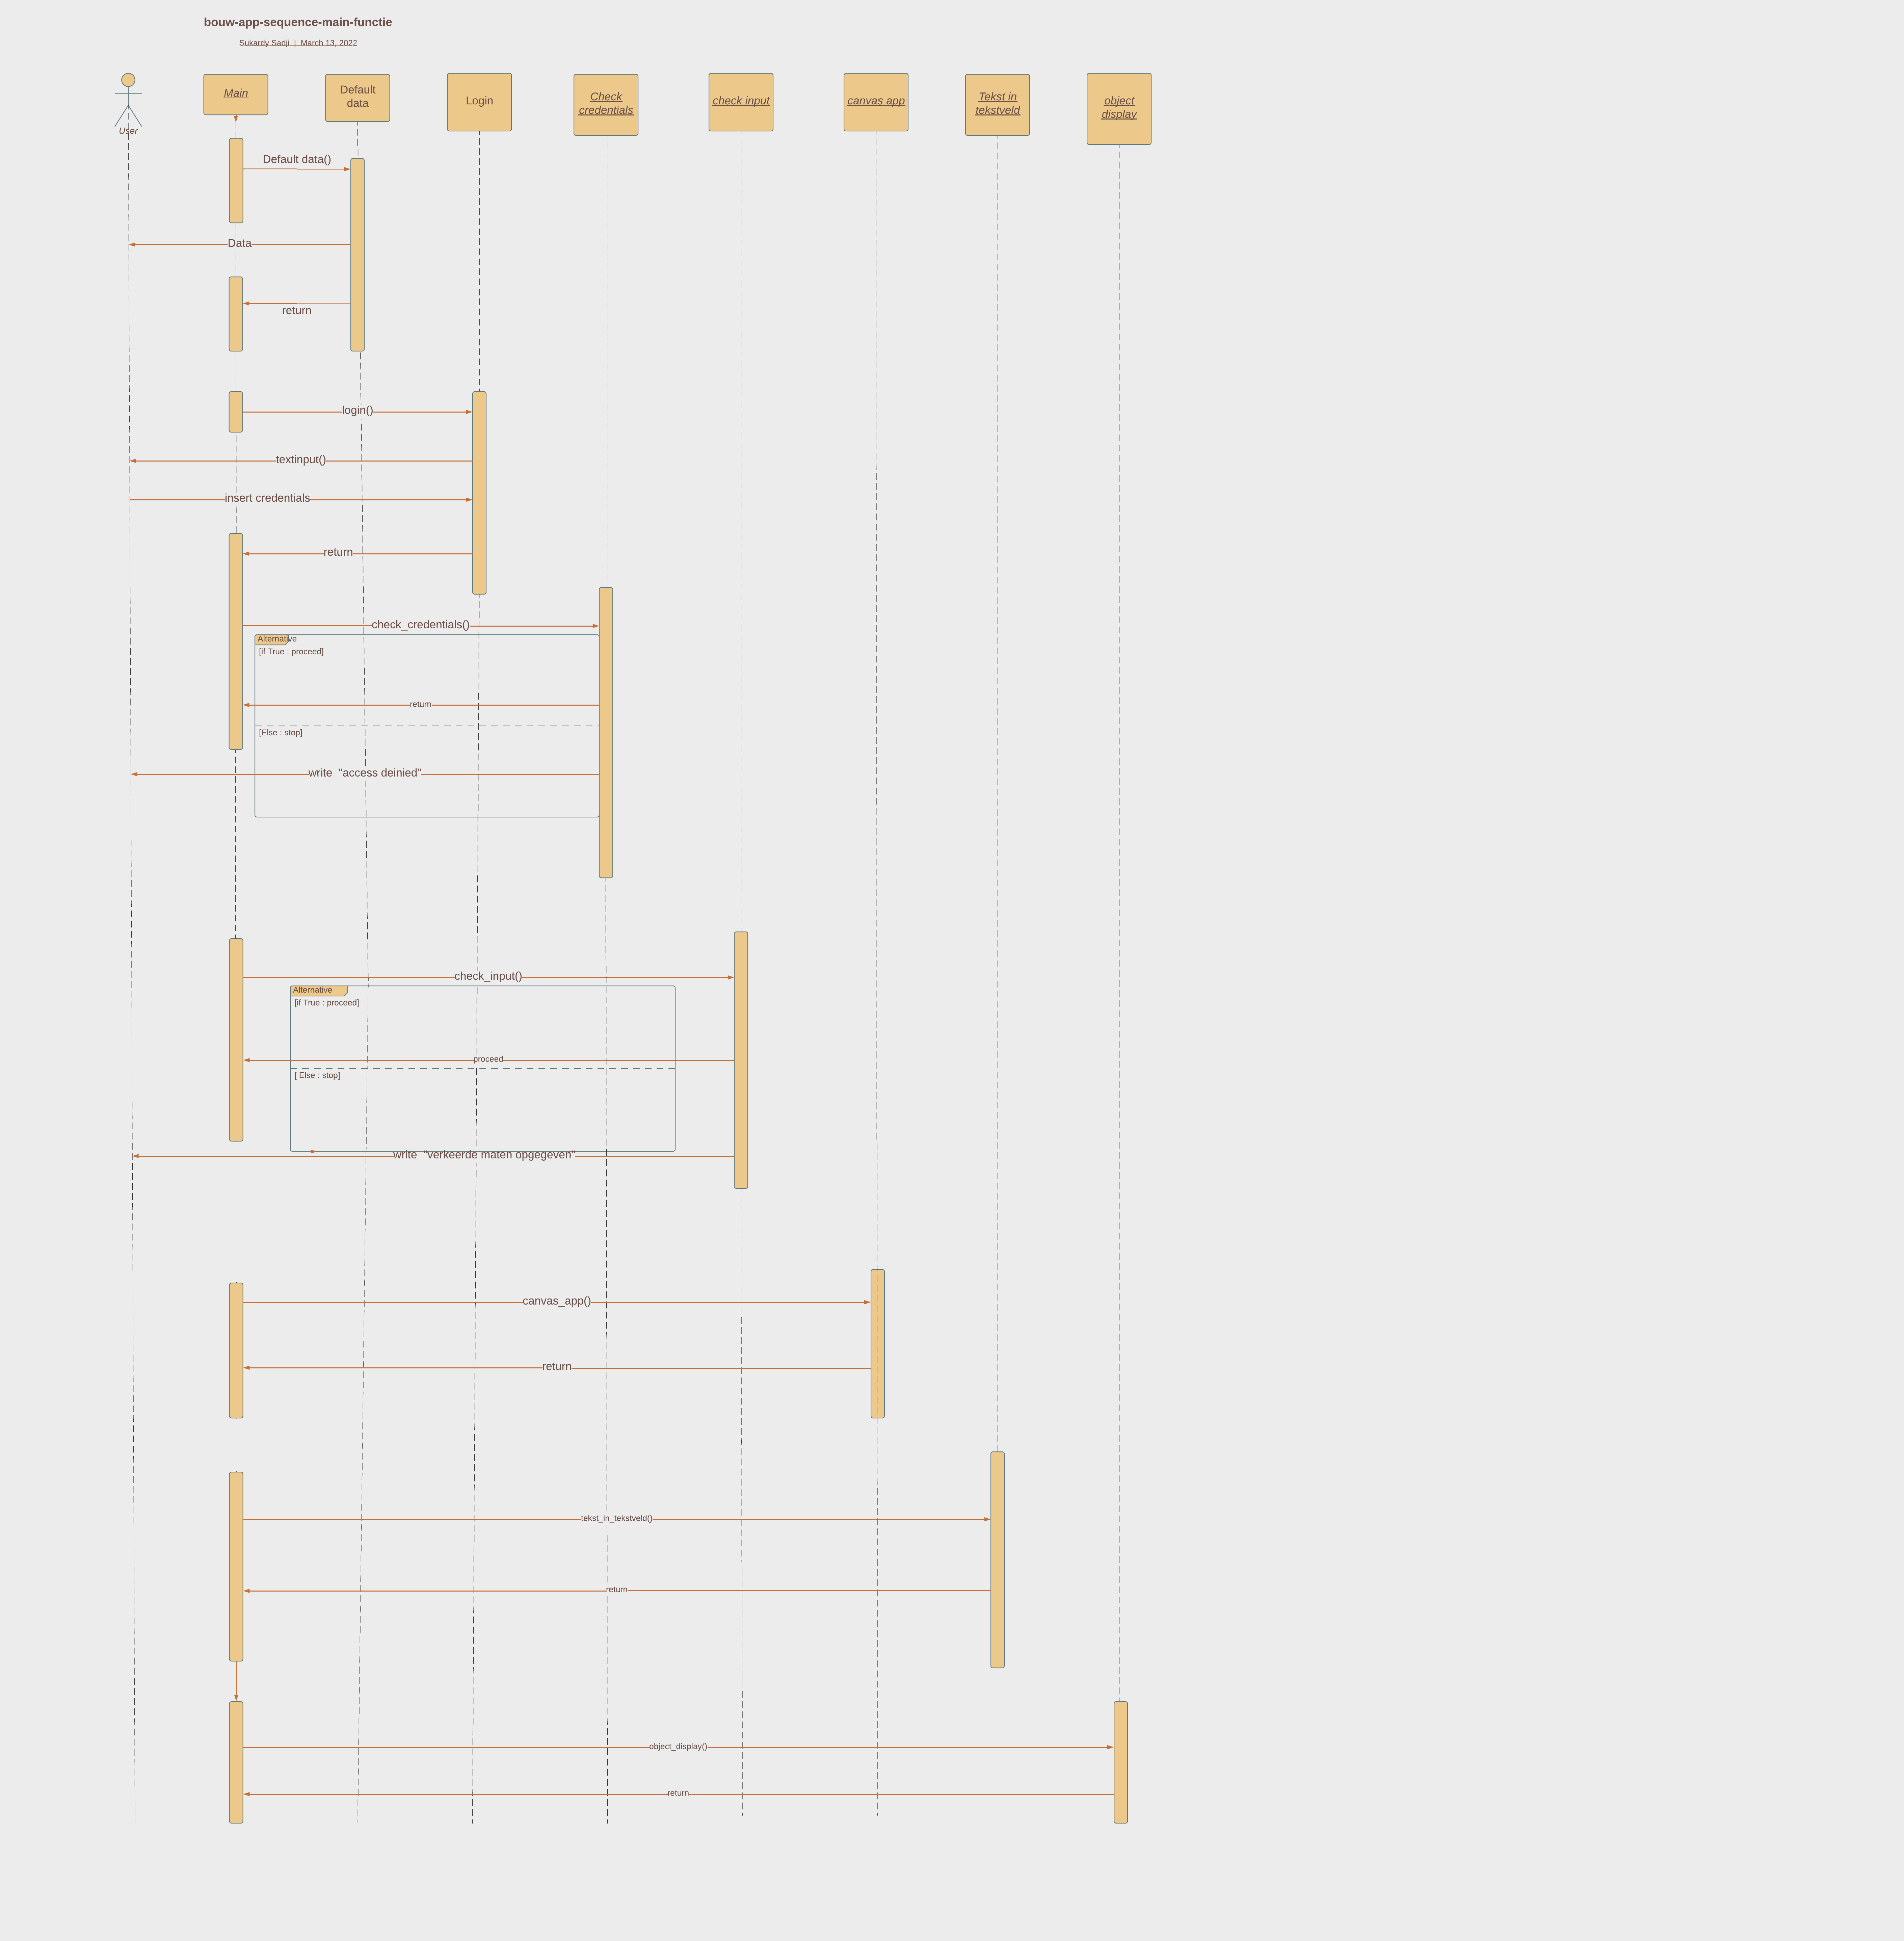 bouw-app-sequence-main-functie
Sukardy Sadji | March 13, 2022
User
Main
Default
data
Login
Check
credentials
check input
canvas app
Tekst in
tekstveld
object
display
Default data()
Data
return
login()
textinput()
insert credentials
return
check_credentials()
Alternative
[if True : proceed]
return
[Else : stop]
write "access deinied"
check_input()
Alternative
[if True : proceed]
proceed
[ Else : stop]
write "verkeerde maten opgegeven"
canvas_app()
return
tekst_in_tekstveld()
return
object_display()
return